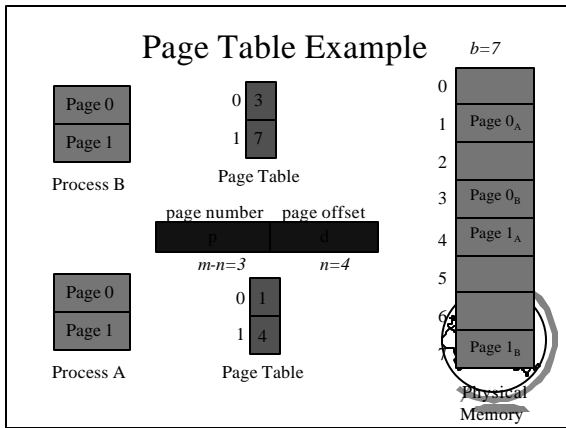 Page Table Example
b=7
Page 0
Page 1
Process B
0 3
1 7
Page Table
page number page offset
p d
m-n=3 n=4
Page 0
Page 1
Process A
0 1
1 4
Page Table
0
1 Page 0A
2
3 Page 0B
4 Page 1A
5
6
7 Page 1B
Physical
Memory